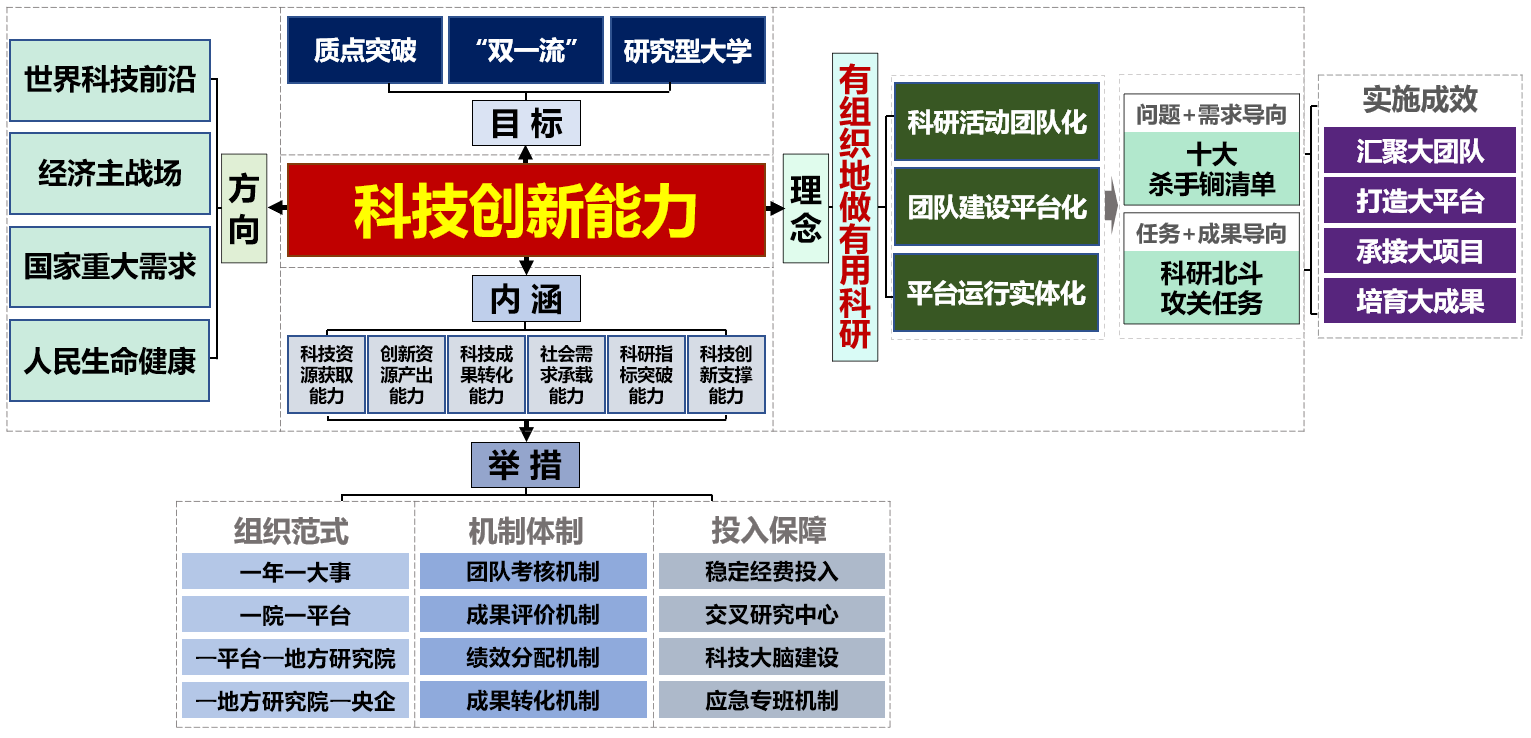 世界科技前沿
经济主战场
国家重大需求
人民生命健康
方
向
质点突破
“双一流”
研究型大学
目标
科技创新能力
内涵
科技资
源获取
能力
创新资
源产出
能力
科技成
果转化
能力
社会需
求承载
能力
科研指
标突破
能力
科技创
新支撑
能力
理
念
有组织地做有用科研
科研活动团队化
团队建设平台化
平台运行实体化
问题+需求导向
十大
杀手锏清单
任务+成果导向
科研北斗
攻关任务
实施成效
汇聚大团队
打造大平台
承接大项目
培育大成果
举措
组织范式
一年一大事
一院一平台
一平台一地方研究院
一地方研究院一央企
机制体制
团队考核机制
成果评价机制
绩效分配机制
成果转化机制
投入保障
稳定经费投入
交叉研究中心
科技大脑建设
应急专班机制